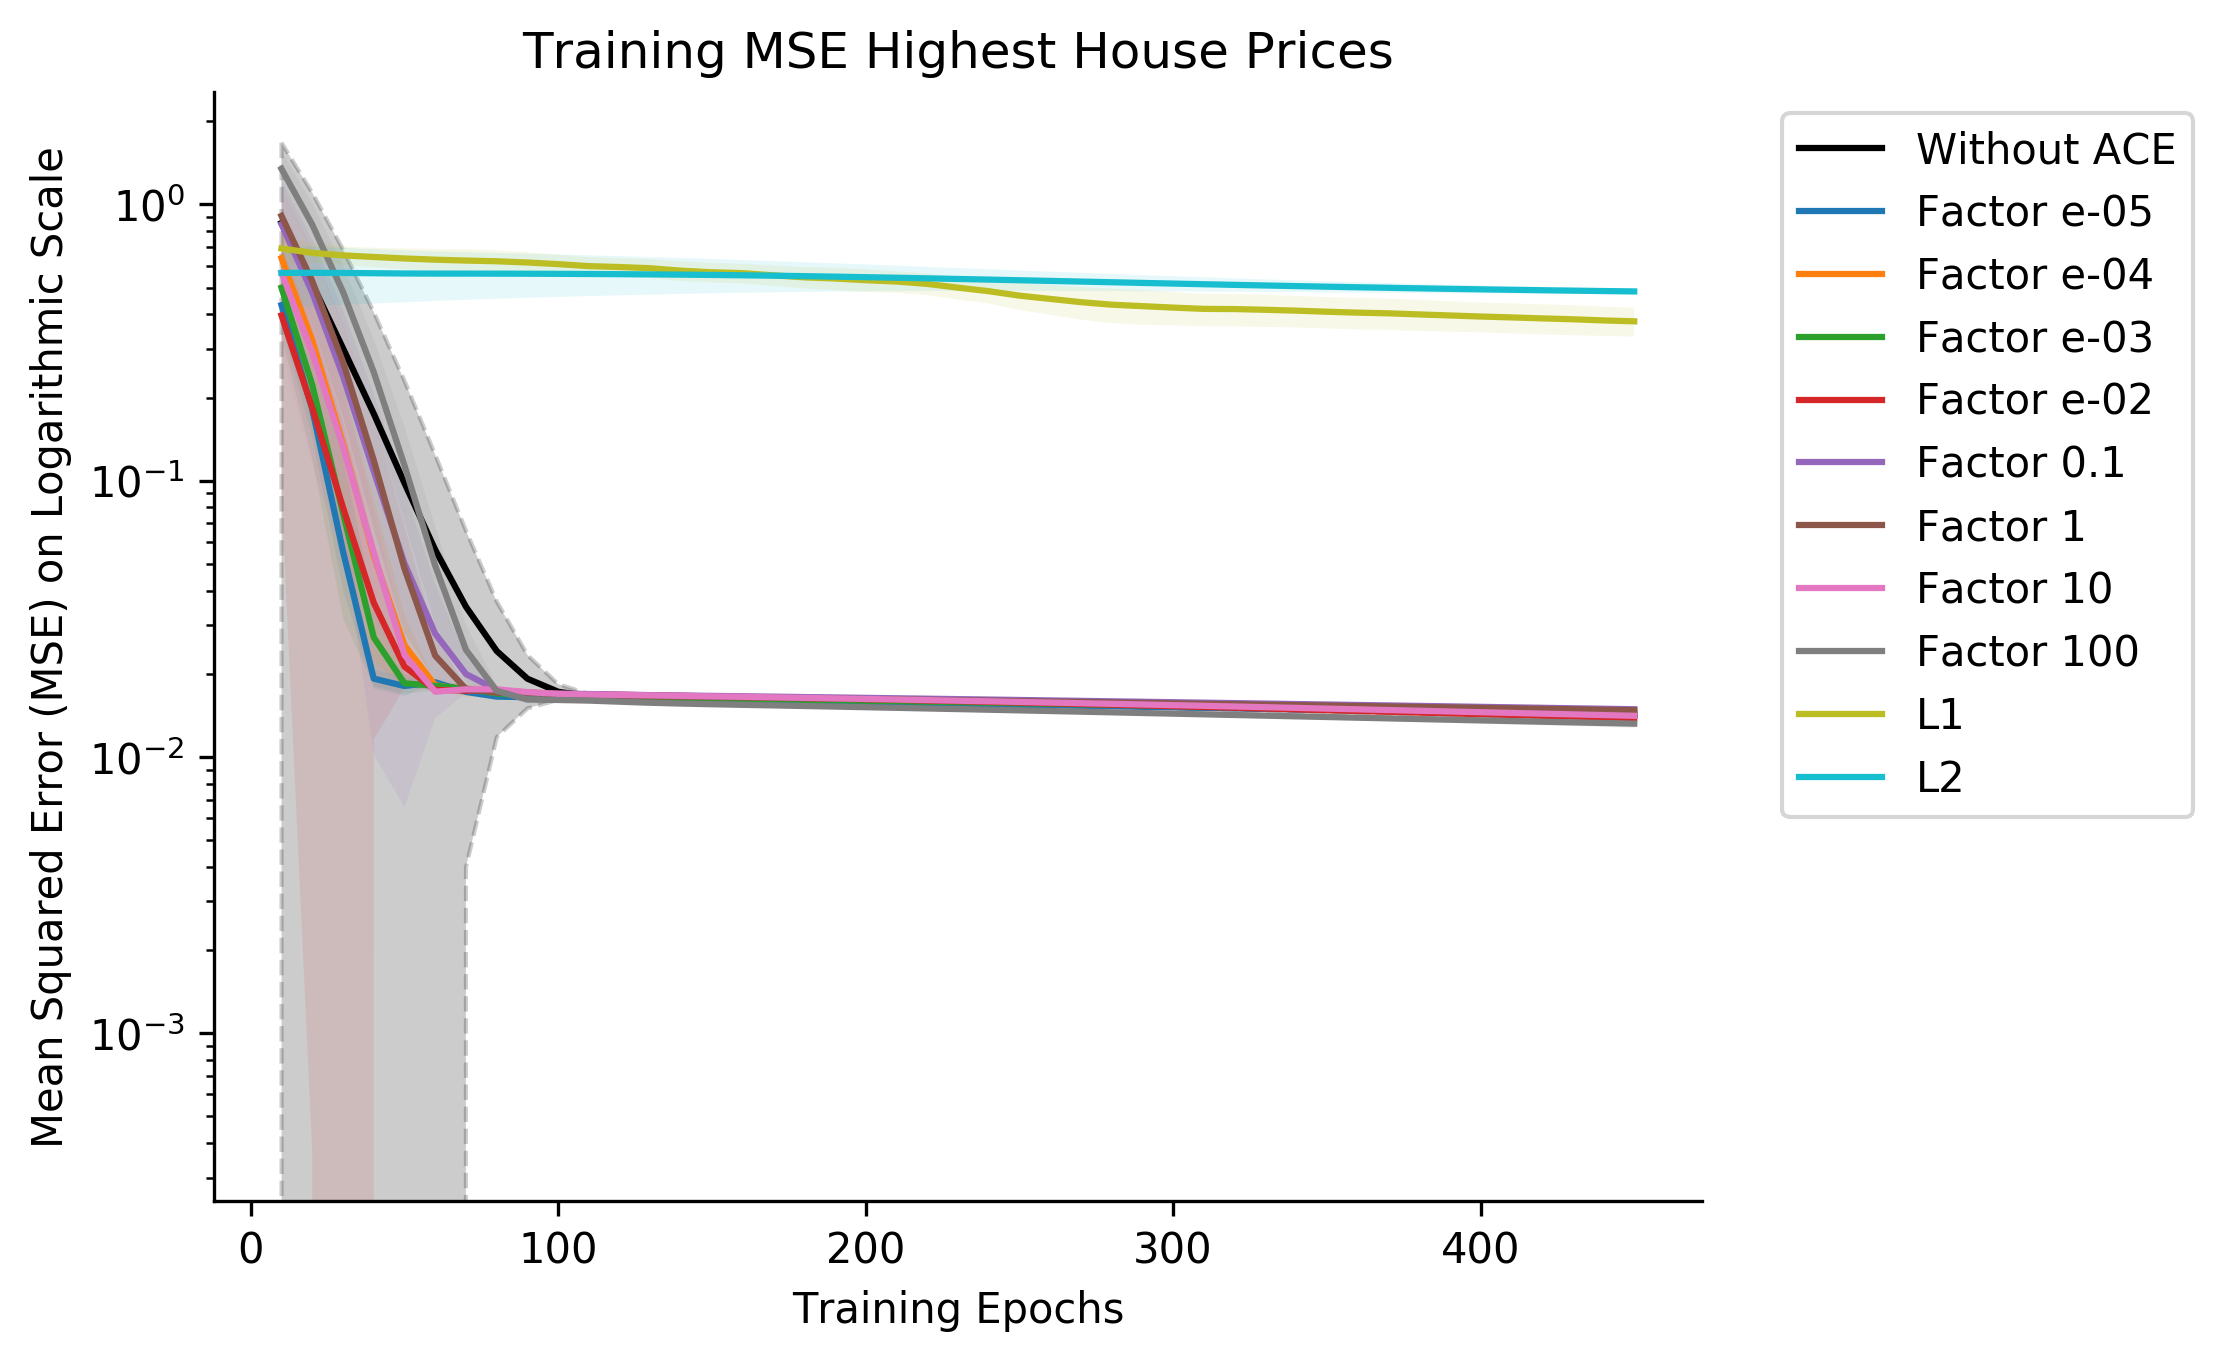 Training MSE Highest House Prices
Mean Squared Error (MSE) on Logarithmic Scale
10⁰
10⁻¹
10⁻²
10⁻³
0 100 200 300 400
Training Epochs
Without ACE
Factor e-05
Factor e-04
Factor e-03
Factor e-02
Factor 0.1
Factor 1
Factor 10
Factor 100
L1
L2